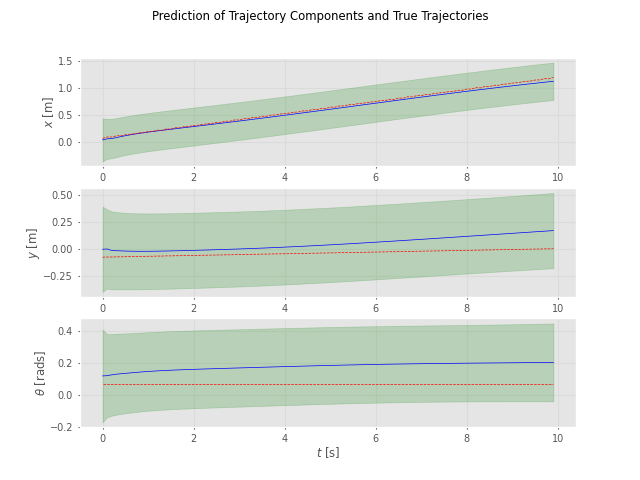 Prediction of Trajectory Components and True Trajectories
1.5
1.0
0.5
0.0
x [m]
0 2 4 6 8 10
0.50
0.25
0.00
−0.25
y [m]
0 2 4 6 8 10
0.4
0.2
0.0
−0.2
θ [rads]
0 2 4 6 8 10
t [s]